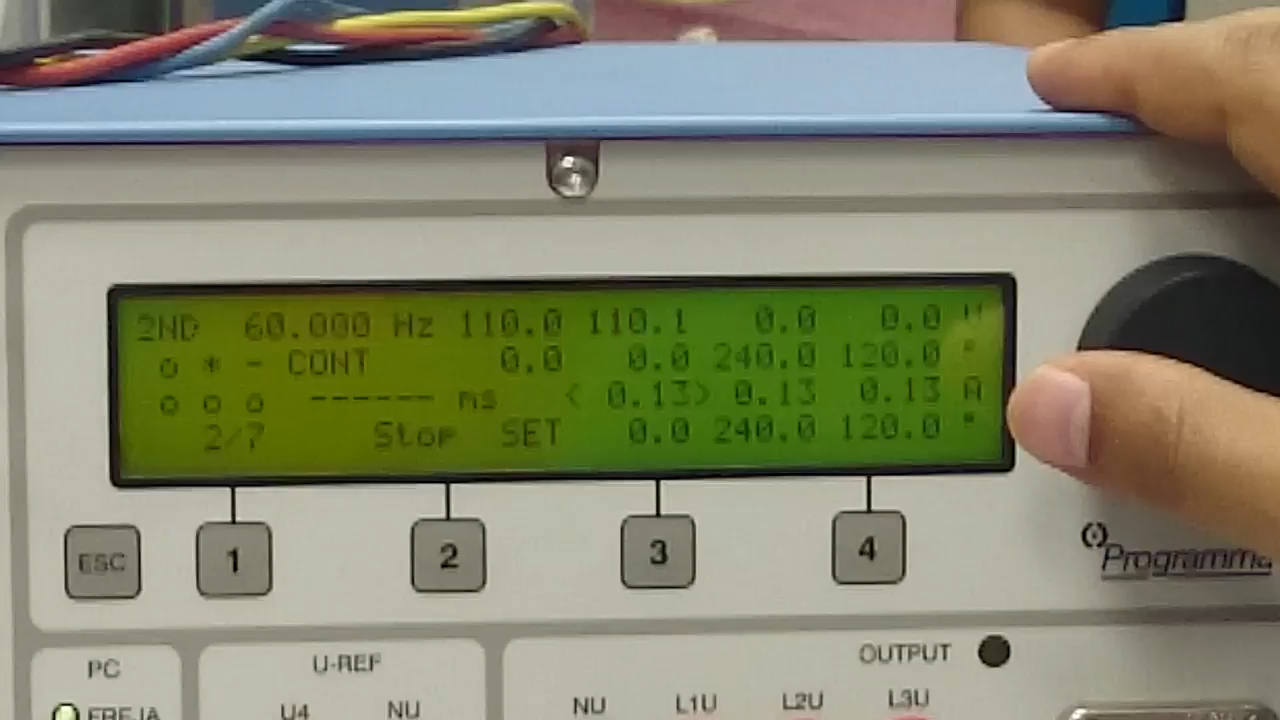 2ND 60.000 Hz 110.0 110.1 0.0 0.0 V
o * - CONT 0.0 0.0 240.0 120.0 °
o o o ------ ms < 0.13> 0.13 0.13 A
2/7 Stop SET 0.0 240.0 120.0 °
ESC 1 2 3 4
Programma
PC U-REF OUTPUT
FREJA U4 NU NU L1U L2U L3U